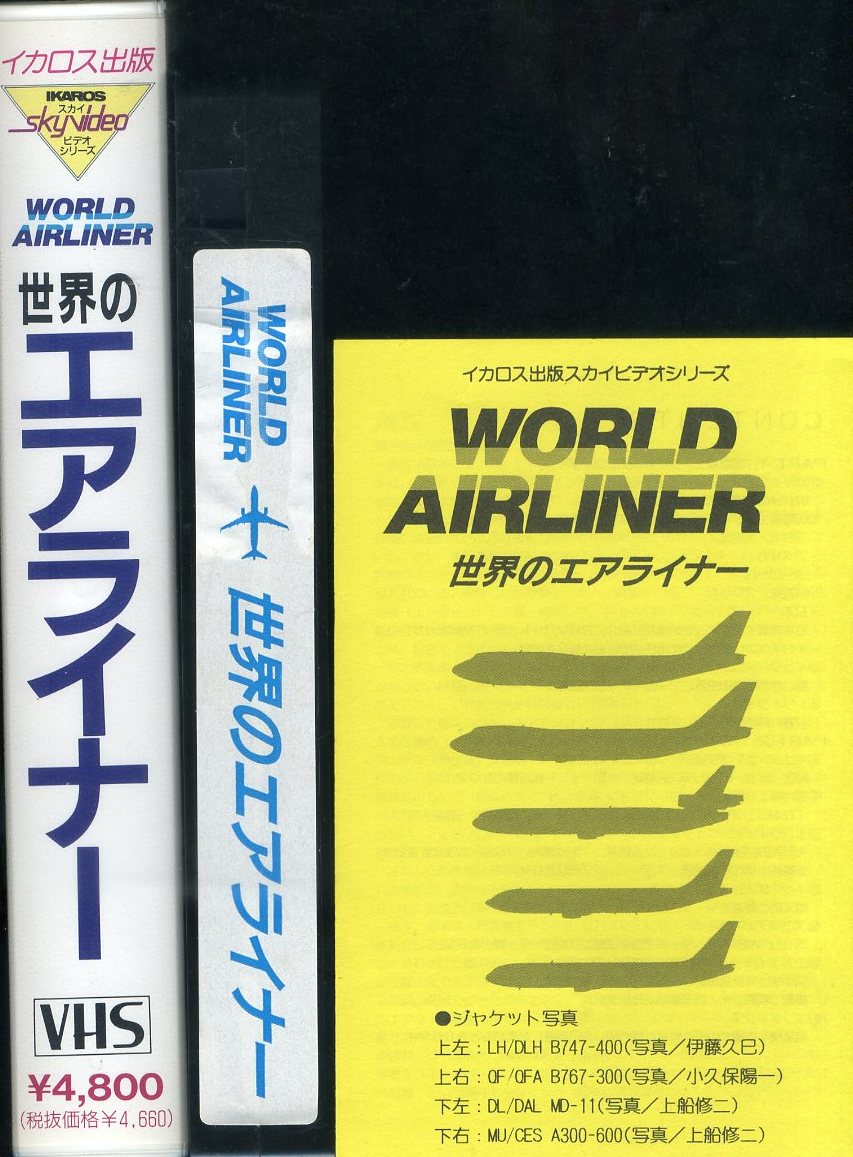 イカロス出版
IKAROS
スカイ
sky video
ビデオ
シリーズ
WORLD
AIRLINER
世界の
エアライナー
VHS
¥4,800
(税抜価格¥4,660)
WORLD
AIRLINER
世界のエアライナー
イカロス出版スカイビデオシリーズ
WORLD
AIRLINER
世界のエアライナー
●ジャケット写真
上左:LH/DLH B747-400(写真/伊藤久巳)
上右:QF/QFA B767-300(写真/小久保陽一)
下左:DL/DAL MD-11(写真/上船修二)
下右:MU/CES A300-600(写真/上船修二)